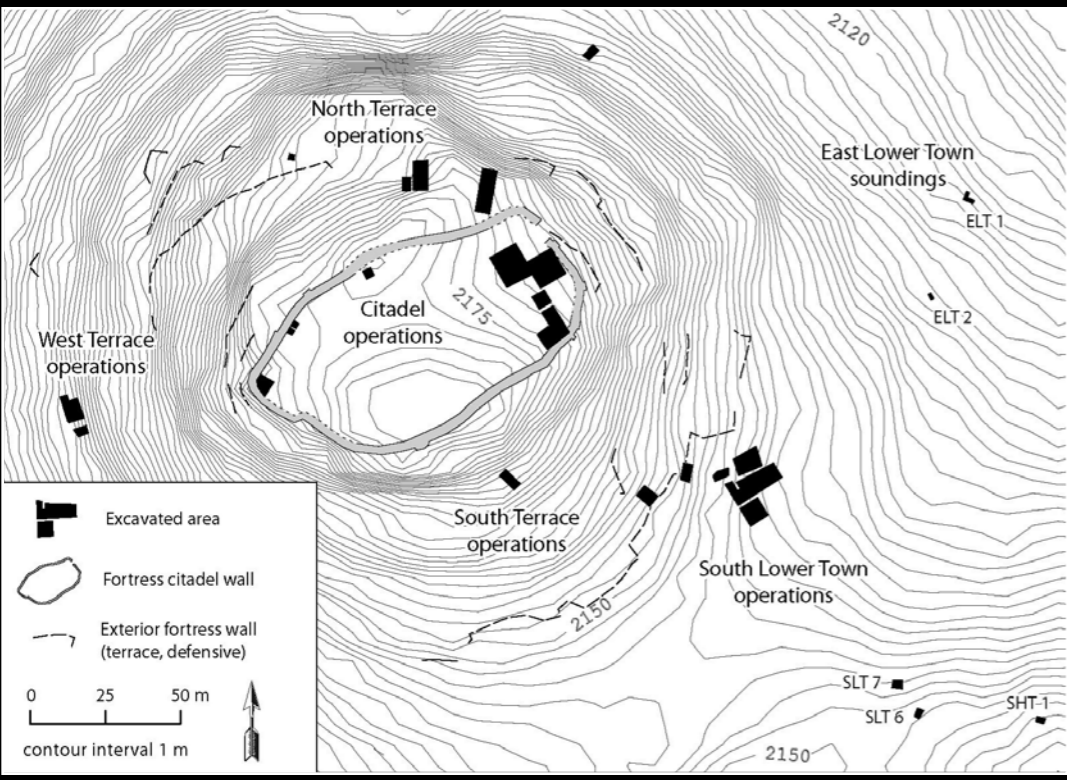 2120
North Terrace
operations
East Lower Town
soundings
ELT 1
2175
ELT 2
Citadel
operations
West Terrace
operations
South Terrace
operations
South Lower Town
operations
2150
SLT 7
SLT 6
SHT 1
2150
Excavated area
Fortress citadel wall
Exterior fortress wall
(terrace, defensive)
0 25 50 m
contour interval 1 m